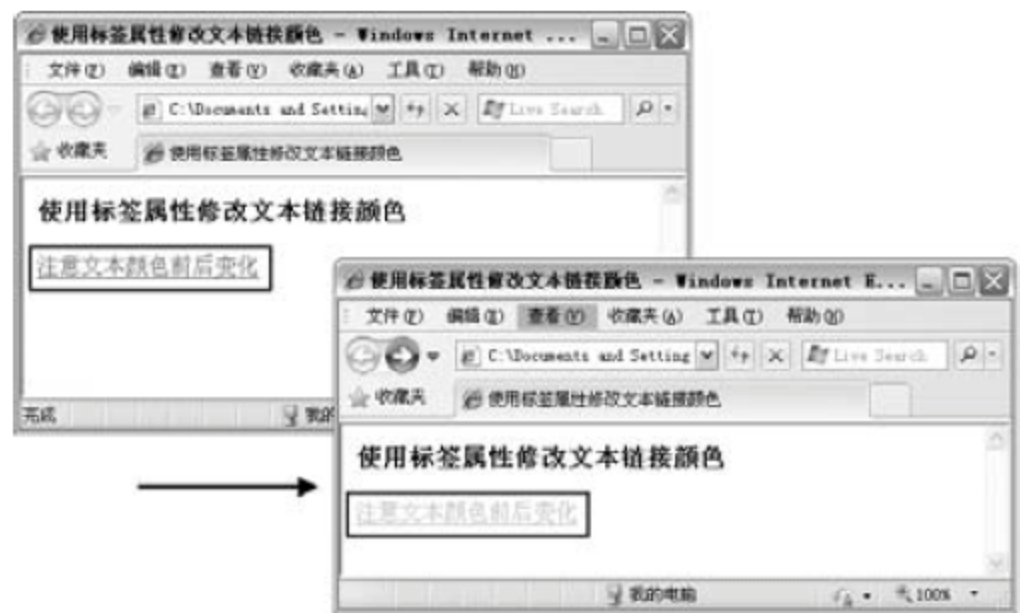 使用标签属性修改文本链接颜色 - Windows Internet ...
文件(F) 编辑(E) 查看(V) 收藏夹(A) 工具(T) 帮助(H)
C:\Documents and Setting Live Search
收藏夹 使用标签属性修改文本链接颜色
使用标签属性修改文本链接颜色
注意文本颜色前后变化
完成 我的
使用标签属性修改文本链接颜色 - Windows Internet E...
文件(F) 编辑(E) 查看(V) 收藏夹(A) 工具(T) 帮助(H)
C:\Documents and Setting Live Search
收藏夹 使用标签属性修改文本链接颜色
使用标签属性修改文本链接颜色
注意文本颜色前后变化
我的电脑 100%